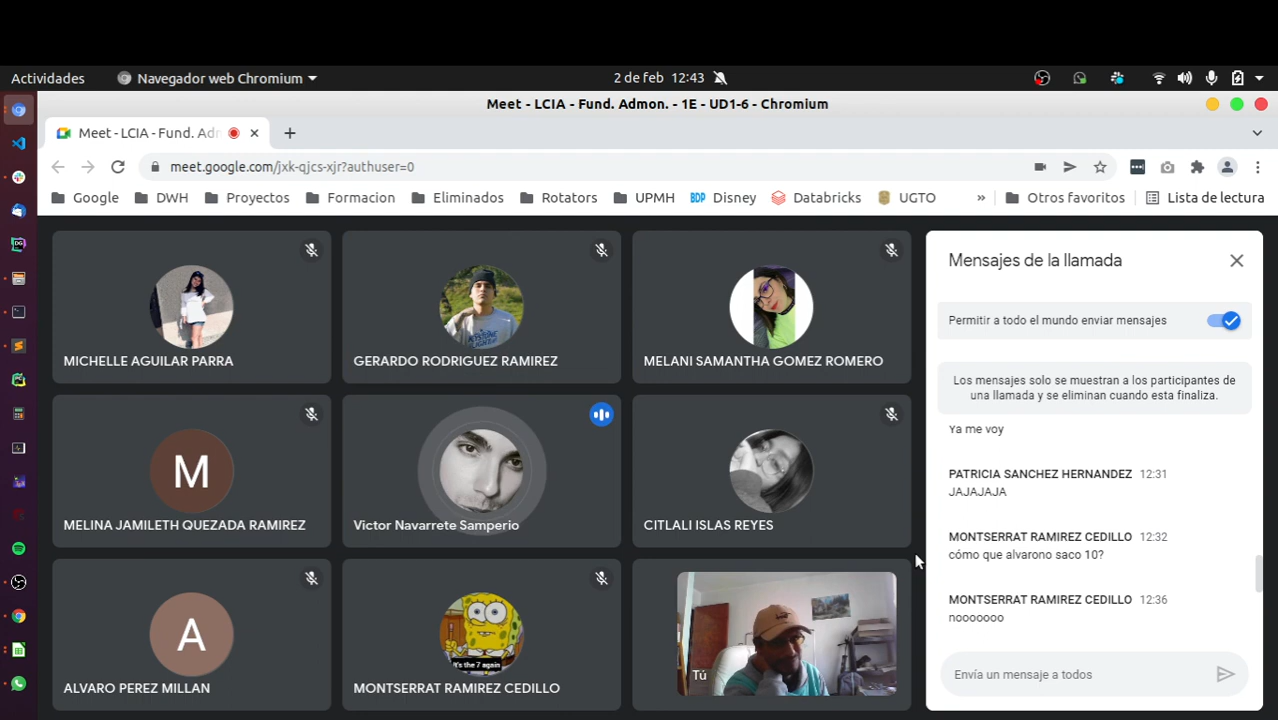 Actividades
Navegador web Chromium
2 de feb 12:43
Meet - LCIA - Fund. Admon. - 1E - UD1-6 - Chromium
Meet - LCIA - Fund. Adn
meet.google.com/jxk-qjcs-xjr?authuser=0
Google
DWH
Proyectos
Formacion
Eliminados
Rotators
UPMH
BDP Disney
Databricks
UGTO
»
Otros favoritos
Lista de lectura
MICHELLE AGUILAR PARRA
GERARDO RODRIGUEZ RAMIREZ
MELANI SAMANTHA GOMEZ ROMERO
M
MELINA JAMILETH QUEZADA RAMIREZ
Victor Navarrete Samperio
CITLALI ISLAS REYES
A
ALVARO PEREZ MILLAN
It's the 7 again
MONTSERRAT RAMIREZ CEDILLO
Tú
Mensajes de la llamada
Permitir a todo el mundo enviar mensajes
Los mensajes solo se muestran a los participantes de
una llamada y se eliminan cuando esta finaliza.
Ya me voy
PATRICIA SANCHEZ HERNANDEZ 12:31
JAJAJAJA
MONTSERRAT RAMIREZ CEDILLO 12:32
cómo que alvarono saco 10?
MONTSERRAT RAMIREZ CEDILLO 12:36
nooooooo
Envía un mensaje a todos